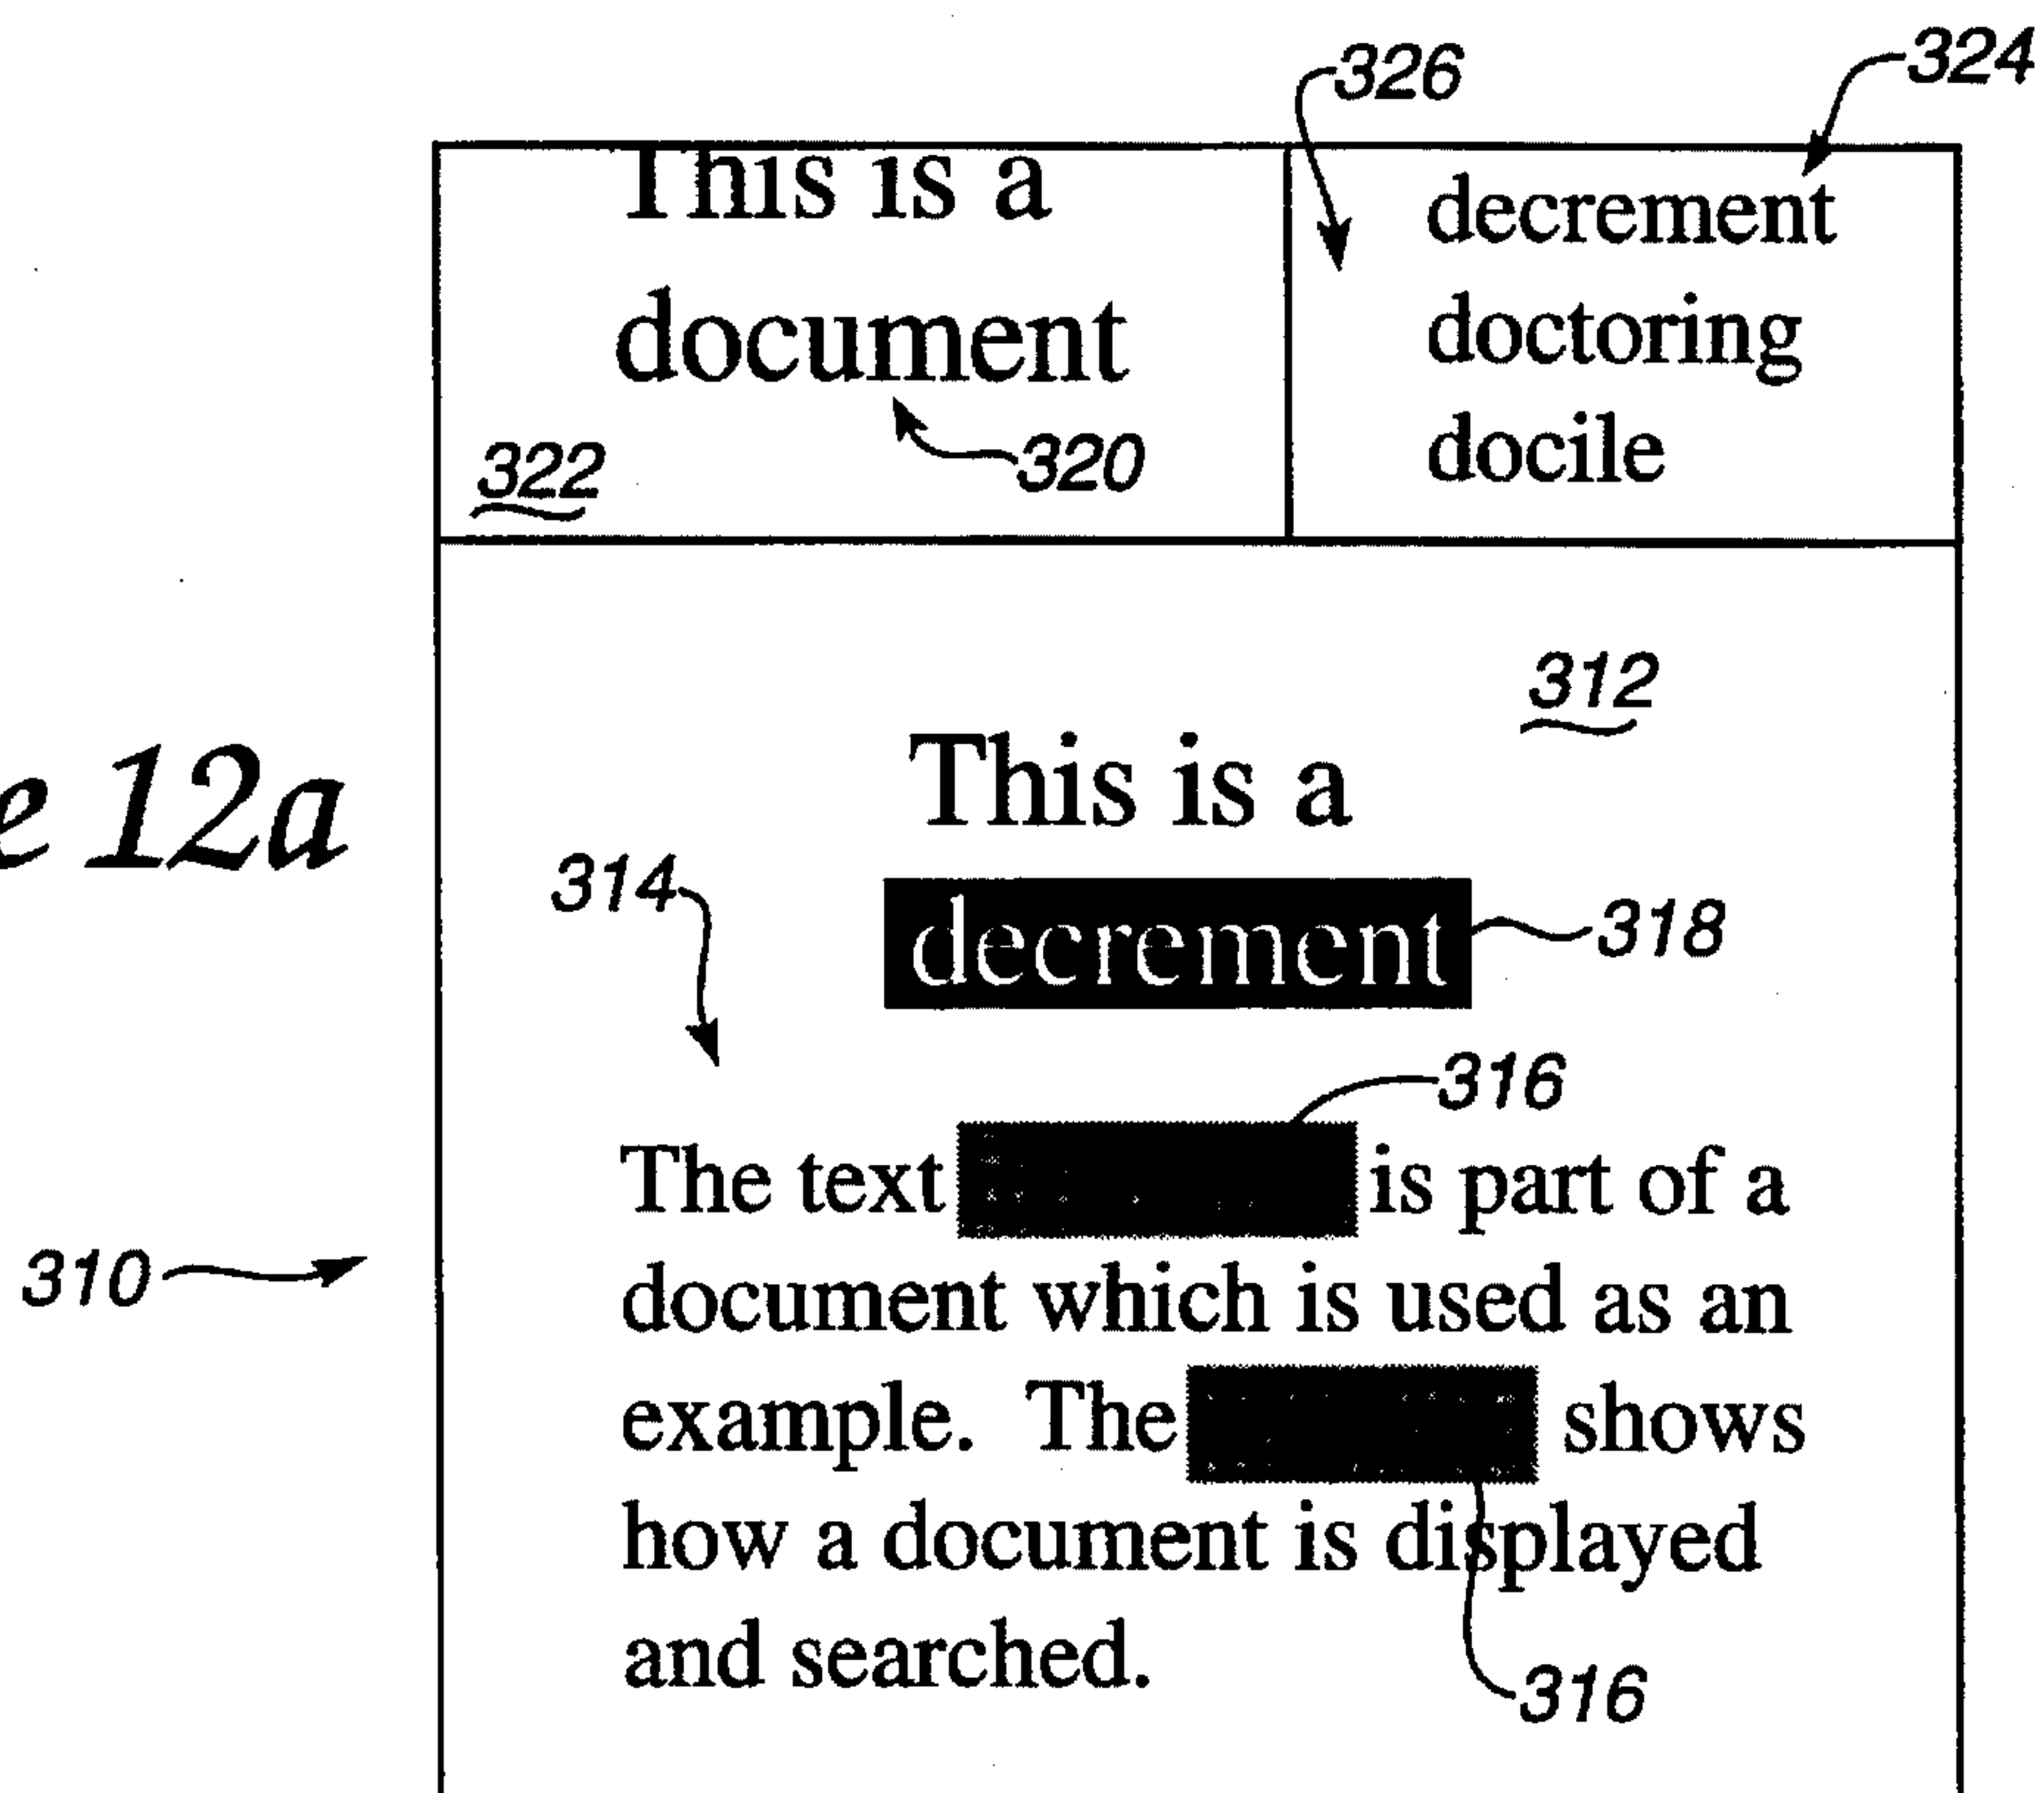 326
324
This is a
document
320
322
decrement
doctoring
docile
312
e 12a
This is a
314
decrement
318
316
The text is part of a
310
document which is used as an
example. The shows
how a document is displayed
and searched.
316